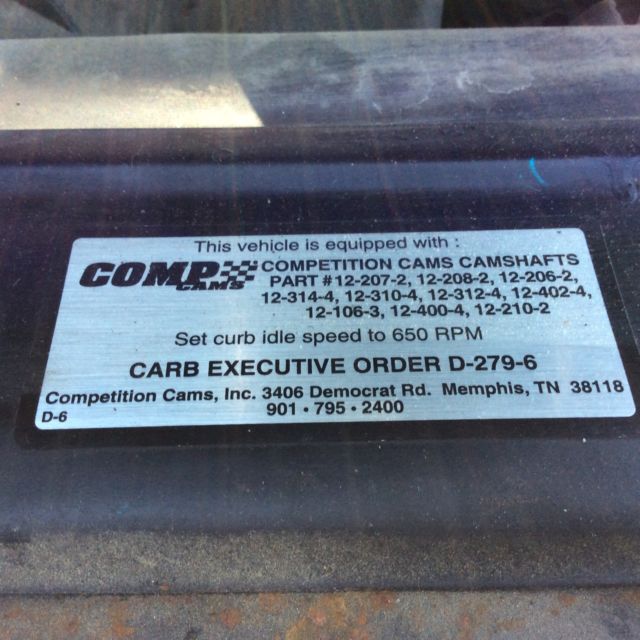 This vehicle is equipped with :
COMP CAMS
COMPETITION CAMS CAMSHAFTS
PART #12-207-2, 12-208-2, 12-206-2,
12-314-4, 12-310-4, 12-312-4, 12-402-4,
12-106-3, 12-400-4, 12-210-2
Set curb idle speed to 650 RPM
CARB EXECUTIVE ORDER D-279-6
Competition Cams, Inc. 3406 Democrat Rd. Memphis, TN 38118
D-6
901 • 795 • 2400